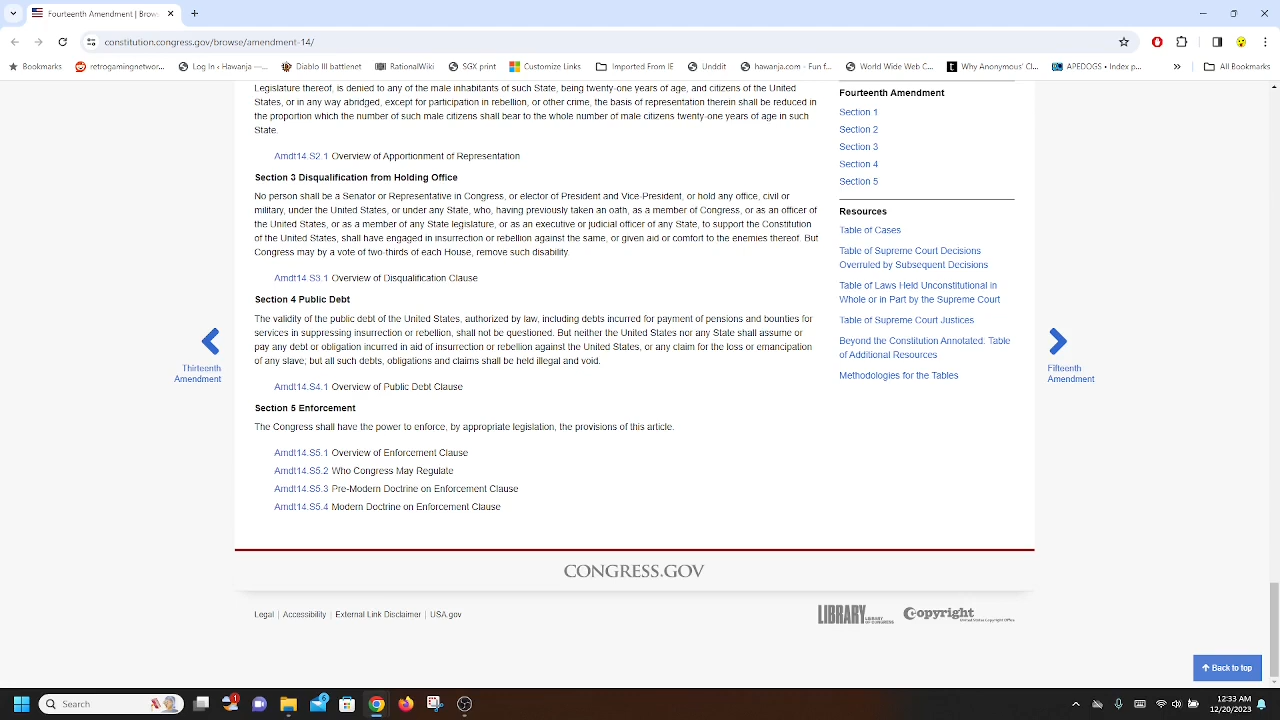 Fourteenth Amendment | Brows
constitution.congress.gov/browse/amendment-14/
Bookmarks
retrogamingnewhor...
Log In ‹ Hawanja —...
Diablo III battlenet
RationalWiki
SGX print
Customize Links
Imported From IE
Unddit
hawanja.com - Fun f...
World Wide Web C...
Why Anonymous: Cl...
APEDOGS • Index p...
»
All Bookmarks
Legislature thereof, is denied to any of the male inhabitants of such State, being twenty-one years of age, and citizens of the United
States, or in any way abridged, except for participation in rebellion, or other crime, the basis of representation therein shall be reduced in
the proportion which the number of such male citizens shall bear to the whole number of male citizens twenty-one years of age in such
State.
Amdt14.S2.1 Overview of Apportionment of Representation
Section 3 Disqualification from Holding Office
No person shall be a Senator or Representative in Congress, or elector of President and Vice-President, or hold any office, civil or
military, under the United States, or under any State, who, having previously taken an oath, as a member of Congress, or as an officer of
the United States, or as a member of any State legislature, or as an executive or judicial officer of any State, to support the Constitution
of the United States, shall have engaged in insurrection or rebellion against the same, or given aid or comfort to the enemies thereof. But
Congress may by a vote of two-thirds of each House, remove such disability.
Amdt14.S3.1 Overview of Disqualification Clause
Section 4 Public Debt
The validity of the public debt of the United States, authorized by law, including debts incurred for payment of pensions and bounties for
services in suppressing insurrection or rebellion, shall not be questioned. But neither the United States nor any State shall assume or
pay any debt or obligation incurred in aid of insurrection or rebellion against the United States, or any claim for the loss or emancipation
of any slave; but all such debts, obligations and claims shall be held illegal and void.
Amdt14.S4.1 Overview of Public Debt Clause
Section 5 Enforcement
The Congress shall have the power to enforce, by appropriate legislation, the provisions of this article.
Amdt14.S5.1 Overview of Enforcement Clause
Amdt14.S5.2 Who Congress May Regulate
Amdt14.S5.3 Pre-Modern Doctrine on Enforcement Clause
Amdt14.S5.4 Modern Doctrine on Enforcement Clause
Fourteenth Amendment
Section 1
Section 2
Section 3
Section 4
Section 5
Resources
Table of Cases
Table of Supreme Court Decisions
Overruled by Subsequent Decisions
Table of Laws Held Unconstitutional in
Whole or in Part by the Supreme Court
Table of Supreme Court Justices
Beyond the Constitution Annotated: Table
of Additional Resources
Methodologies for the Tables
Thirteenth
Amendment
Fifteenth
Amendment
CONGRESS.GOV
Legal | Accessibility | External Link Disclaimer | USA.gov
LIBRARY LIBRARY OF CONGRESS
Copyright
United States Copyright Office
Back to top
Search
1
12:33 AM
12/20/2023